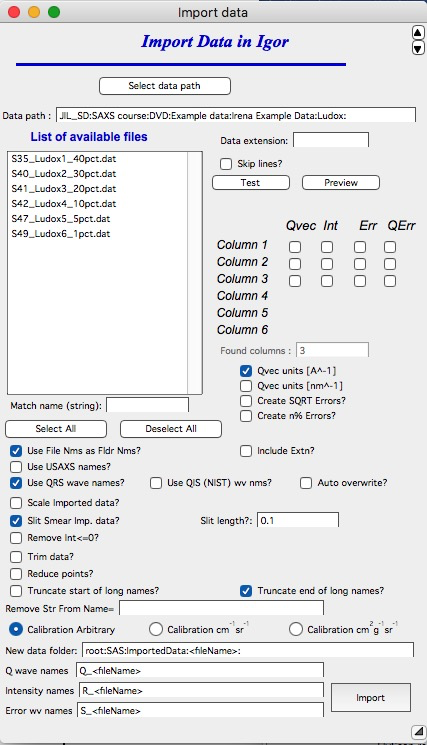 Import data
Import Data in Igor
Select data path
Data path : JIL_SD:SAXS course:DVD:Example data:Irena Example Data:Ludox:
List of available files
Data extension:
S35_Ludox1_40pct.dat
S40_Ludox2_30pct.dat
S41_Ludox3_20pct.dat
S42_Ludox4_10pct.dat
S47_Ludox5_5pct.dat
S49_Ludox6_1pct.dat
Skip lines?
Test Preview
Qvec Int Err QErr
Column 1
Column 2
Column 3
Column 4
Column 5
Column 6
Found columns : 3
Qvec units [A^-1]
Qvec units [nm^-1]
Create SQRT Errors?
Create n% Errors?
Match name (string):
Select All Deselect All
Use File Nms as Fldr Nms? Include Extn?
Use USAXS names?
Use QRS wave names? Use QIS (NIST) wv nms? Auto overwrite?
Scale Imported data?
Slit Smear Imp. data? Slit length?: 0.1
Remove Int<=0?
Trim data?
Reduce points?
Truncate start of long names? Truncate end of long names?
Remove Str From Name=
Calibration Arbitrary Calibration cm⁻¹ sr⁻¹ Calibration cm² g⁻¹ sr⁻¹
New data folder: root:SAS:ImportedData:<fileName>:
Q wave names Q_<fileName>
Intensity names R_<fileName>
Error wv names S_<fileName>
Import